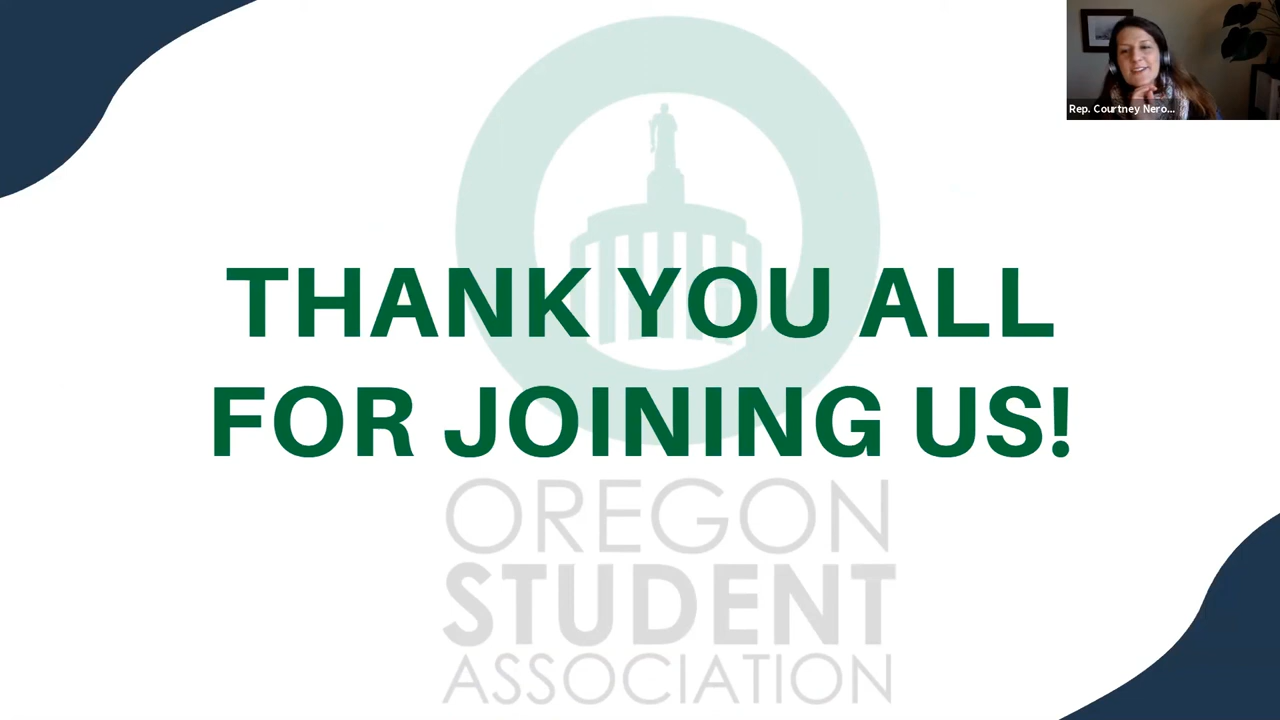 Rep. Courtney Nero...
THANK YOU ALL
FOR JOINING US!
OREGON
STUDENT
ASSOCIATION